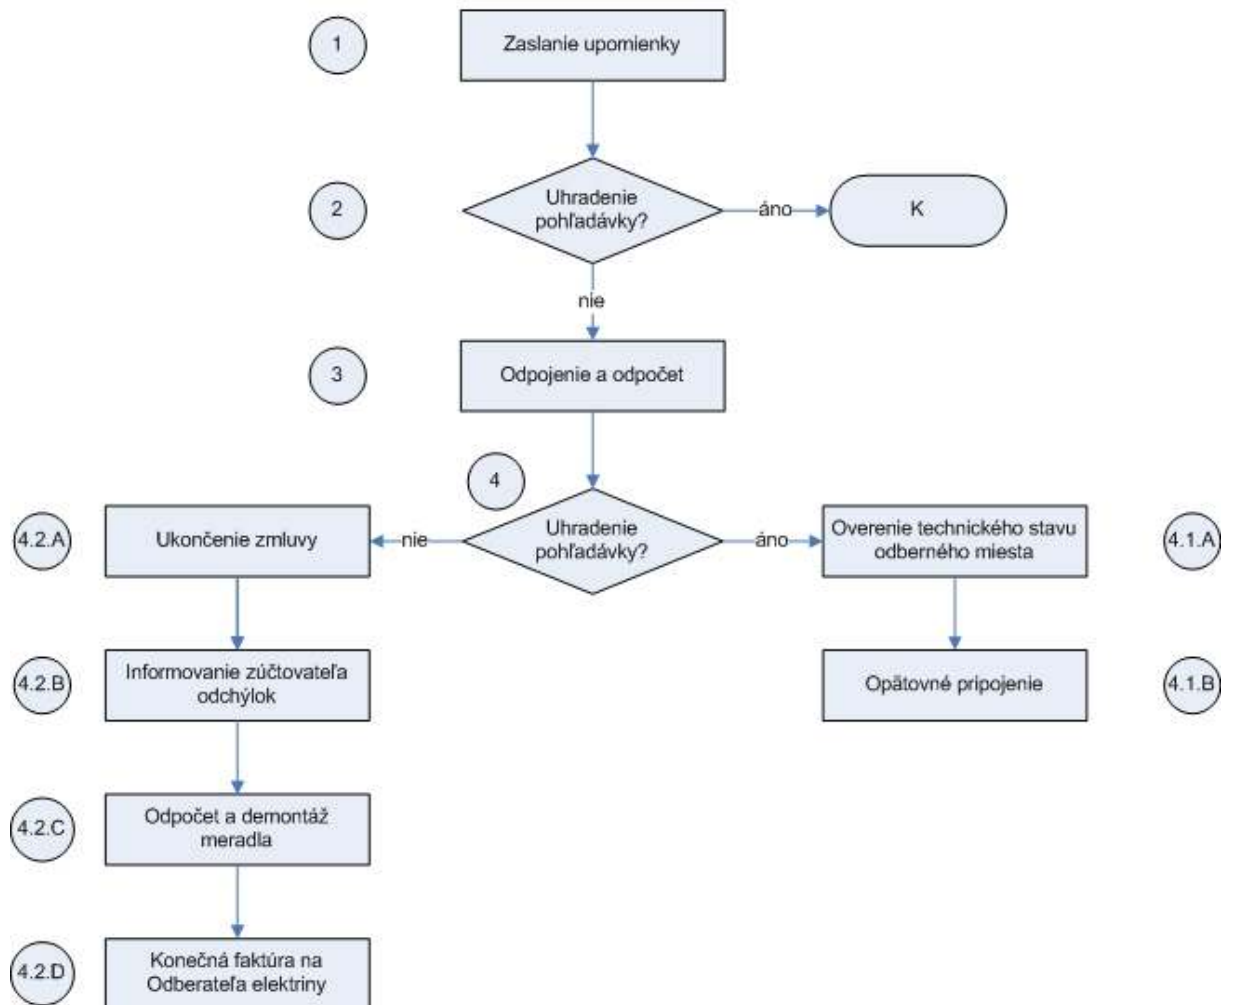 1
Zaslanie upomienky
2
Uhradenie
pohľadávky?
áno
K
nie
3
Odpojenie a odpočet
4
4.2.A
Ukončenie zmluvy
nie
Uhradenie
pohľadávky?
áno
Overenie technického stavu
odberného miesta
4.1.A
4.2.B
Informovanie zúčtovateľa
odchýlok
Opätovné pripojenie
4.1.B
4.2.C
Odpočet a demontáž
meradla
4.2.D
Konečná faktúra na
Odberateľa elektriny